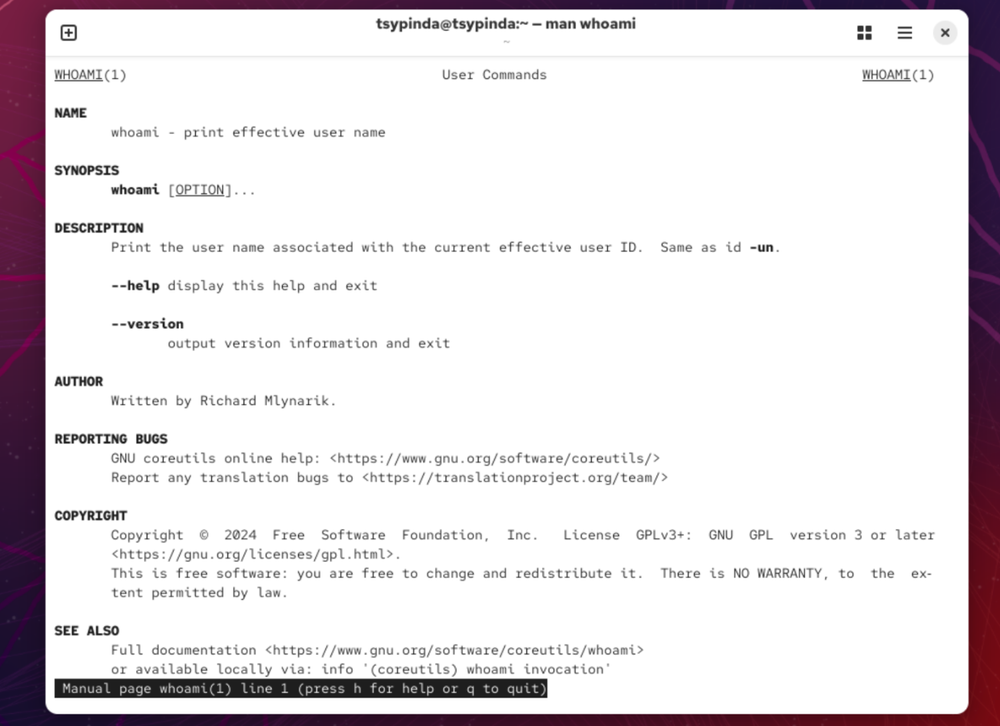 tsypinda@tsypinda:~ — man whoami
~
WHOAMI(1) User Commands WHOAMI(1)
NAME
whoami - print effective user name
SYNOPSIS
whoami [OPTION]...
DESCRIPTION
Print the user name associated with the current effective user ID. Same as id -un.
--help display this help and exit
--version
output version information and exit
AUTHOR
Written by Richard Mlynarik.
REPORTING BUGS
GNU coreutils online help: <https://www.gnu.org/software/coreutils/>
Report any translation bugs to <https://translationproject.org/team/>
COPYRIGHT
Copyright © 2024 Free Software Foundation, Inc. License GPLv3+: GNU GPL version 3 or later
<https://gnu.org/licenses/gpl.html>.
This is free software: you are free to change and redistribute it. There is NO WARRANTY, to the ex-
tent permitted by law.
SEE ALSO
Full documentation <https://www.gnu.org/software/coreutils/whoami>
or available locally via: info '(coreutils) whoami invocation'
Manual page whoami(1) line 1 (press h for help or q to quit)